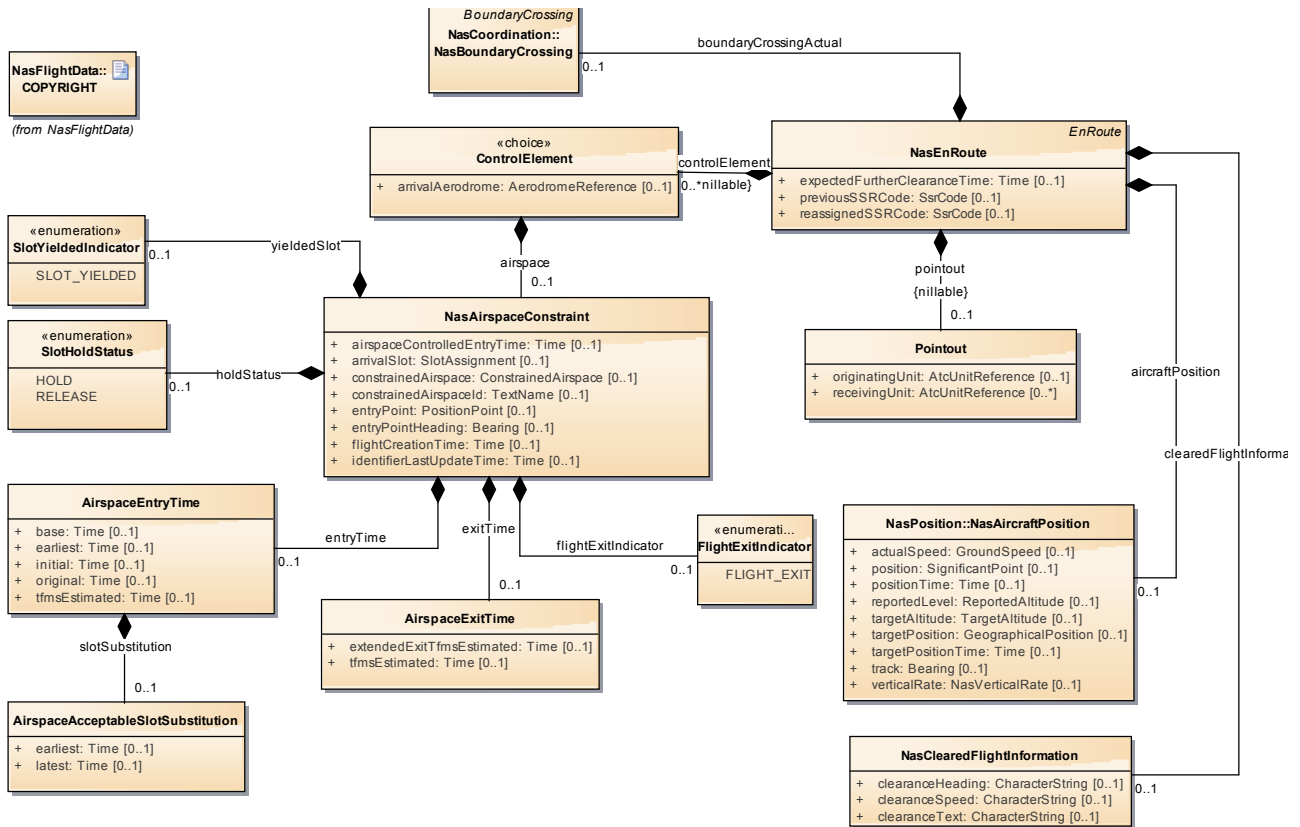 BoundaryCrossing
NasCoordination::
NasBoundaryCrossing
0..1
boundaryCrossingActual
NasFlightData::
COPYRIGHT
(from NasFlightData)
«choice»
ControlElement
+ arrivalAerodrome: AerodromeReference [0..1]
controlElement
0..*nillable}
EnRoute
NasEnRoute
+ expectedFurtherClearanceTime: Time [0..1]
+ previousSSRCode: SsrCode [0..1]
+ reassignedSSRCode: SsrCode [0..1]
«enumeration»
SlotYieldedIndicator
SLOT_YIELDED
0..1
yieldedSlot
airspace
0..1
pointout
{nillable}
0..1
«enumeration»
SlotHoldStatus
HOLD
RELEASE
0..1
holdStatus
NasAirspaceConstraint
+ airspaceControlledEntryTime: Time [0..1]
+ arrivalSlot: SlotAssignment [0..1]
+ constrainedAirspace: ConstrainedAirspace [0..1]
+ constrainedAirspaceId: TextName [0..1]
+ entryPoint: PositionPoint [0..1]
+ entryPointHeading: Bearing [0..1]
+ flightCreationTime: Time [0..1]
+ identifierLastUpdateTime: Time [0..1]
Pointout
+ originatingUnit: AtcUnitReference [0..1]
+ receivingUnit: AtcUnitReference [0..*]
aircraftPosition
clearedFlightInforma
AirspaceEntryTime
+ base: Time [0..1]
+ earliest: Time [0..1]
+ initial: Time [0..1]
+ original: Time [0..1]
+ tfmsEstimated: Time [0..1]
0..1
entryTime
exitTime
0..1
flightExitIndicator
0..1
«enumerati...
FlightExitIndicator
FLIGHT_EXIT
NasPosition::NasAircraftPosition
+ actualSpeed: GroundSpeed [0..1]
+ position: SignificantPoint [0..1]
+ positionTime: Time [0..1]
+ reportedLevel: ReportedAltitude [0..1]
+ targetAltitude: TargetAltitude [0..1]
+ targetPosition: GeographicalPosition [0..1]
+ targetPositionTime: Time [0..1]
+ track: Bearing [0..1]
+ verticalRate: NasVerticalRate [0..1]
0..1
AirspaceExitTime
+ extendedExitTfmsEstimated: Time [0..1]
+ tfmsEstimated: Time [0..1]
slotSubstitution
0..1
AirspaceAcceptableSlotSubstitution
+ earliest: Time [0..1]
+ latest: Time [0..1]
NasClearedFlightInformation
+ clearanceHeading: CharacterString [0..1]
+ clearanceSpeed: CharacterString [0..1]
+ clearanceText: CharacterString [0..1]
0..1